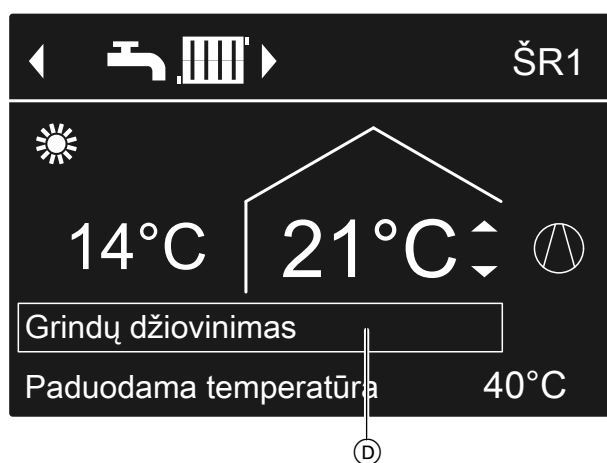 ŠR1
14°C 21°C
Grindų džiovinimas
Paduodama temperatūra 40°C
D